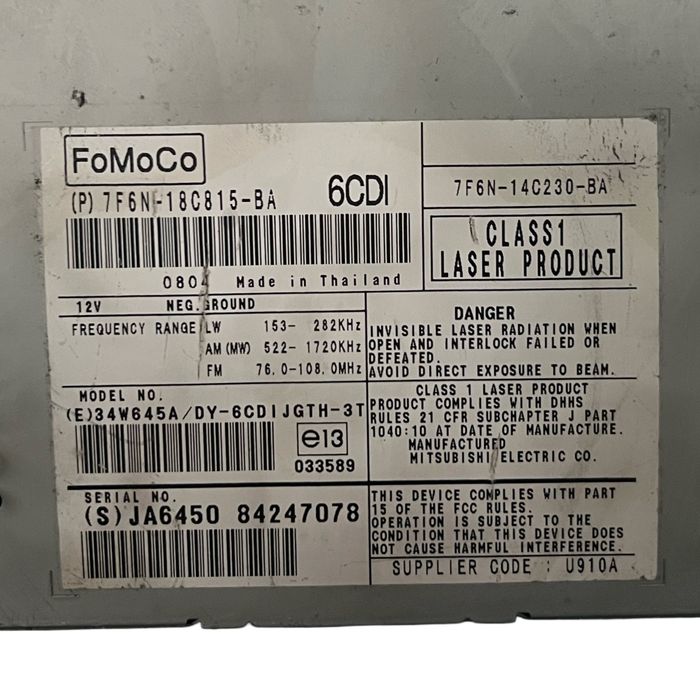 FoMoCo
(P) 7F6N-18C815-BA 6CDI
7F6N-14C230-BA
CLASS1
LASER PRODUCT
0804 Made in Thailand
12V NEG.GROUND
FREQUENCY RANGE LW 153- 282KHz
AM (MW) 522- 1720KHz
FM 76.0-108.0MHz
DANGER
INVISIBLE LASER RADIATION WHEN
OPEN AND INTERLOCK FAILED OR
DEFEATED.
AVOID DIRECT EXPOSURE TO BEAM.
MODEL NO.
(E)34W645A/DY-6CDIJGTH-3T
e13
033589
CLASS 1 LASER PRODUCT
PRODUCT COMPLIES WITH DHHS
RULES 21 CFR SUBCHAPTER J PART
1040:10 AT DATE OF MANUFACTURE.
MANUFACTURED
MITSUBISHI ELECTRIC CO.
SERIAL NO.
(S)JA6450 84247078
THIS DEVICE COMPLIES WITH PART
15 OF THE FCC RULES.
OPERATION IS SUBJECT TO THE
CONDITION THAT THIS DEVICE DOES
NOT CAUSE HARMFUL INTERFERENCE.
SUPPLIER CODE : U910A